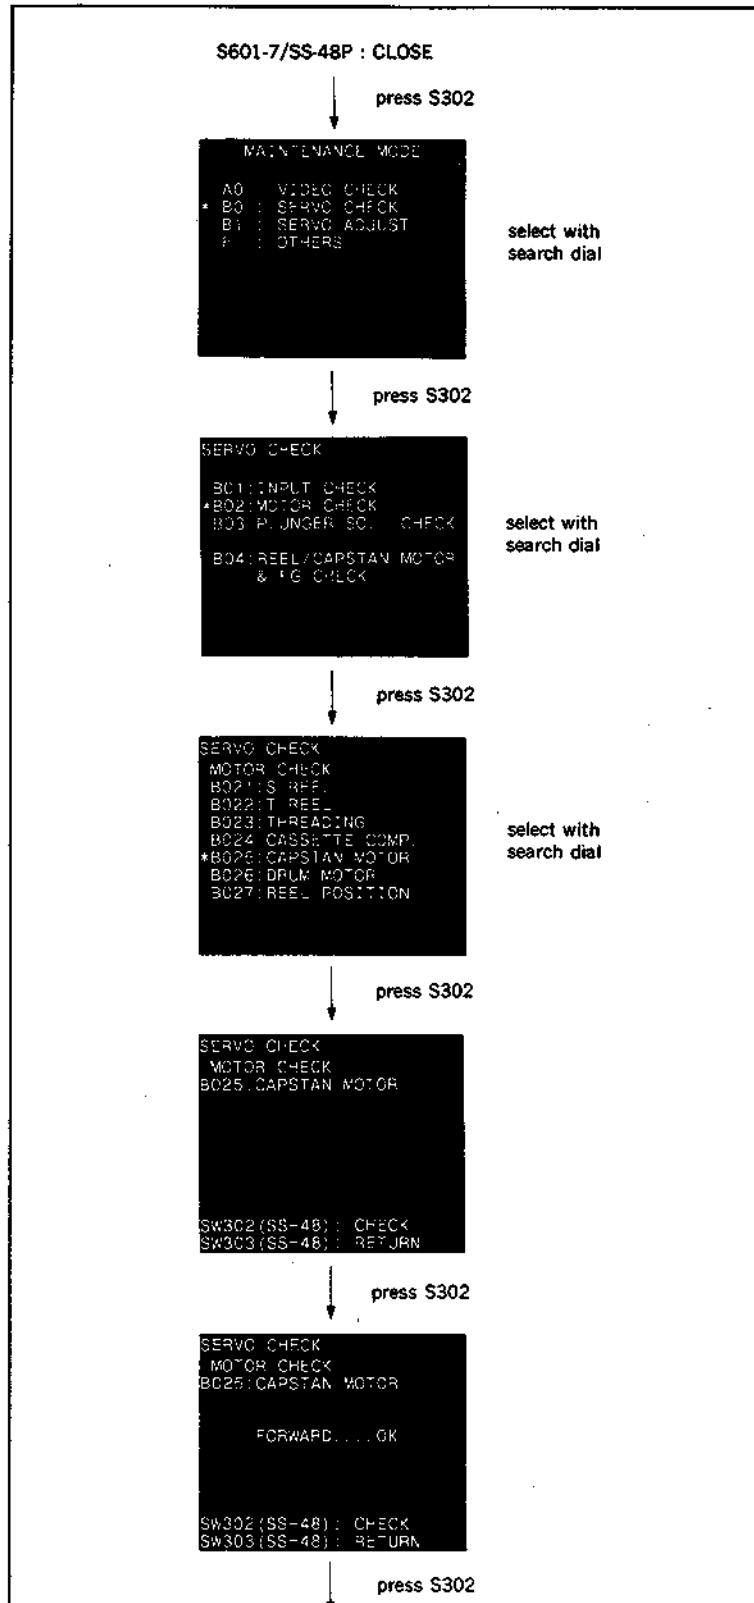 S601-7/SS-48P : CLOSE
press S302
MAINTENANCE MODE
A0 VIDEO CHECK
* B0 : SERVO CHECK
B1 : SERVO ADJUST
: OTHERS
select with
search dial
press S302
SERVO CHECK
B01:INPUT CHECK
*B02:MOTOR CHECK
B03 PLUNGER SOL CHECK
B04:REEL/CAPSTAN MOTOR
& FG CHECK
select with
search dial
press S302
SERVO CHECK
MOTOR CHECK
B021:S REEL
B022:T REEL
B023:THREADING
B024 CASSETTE COMP.
*B025:CAPSTAN MOTOR
B026:DRUM MOTOR
B027:REEL POSITION
select with
search dial
press S302
SERVO CHECK
MOTOR CHECK
B025:CAPSTAN MOTOR
SW302(SS-48): CHECK
SW303(SS-48): RETURN
press S302
SERVO CHECK
MOTOR CHECK
B025:CAPSTAN MOTOR
FORWARD....OK
SW302(SS-48): CHECK
SW303(SS-48): RETURN
press S302